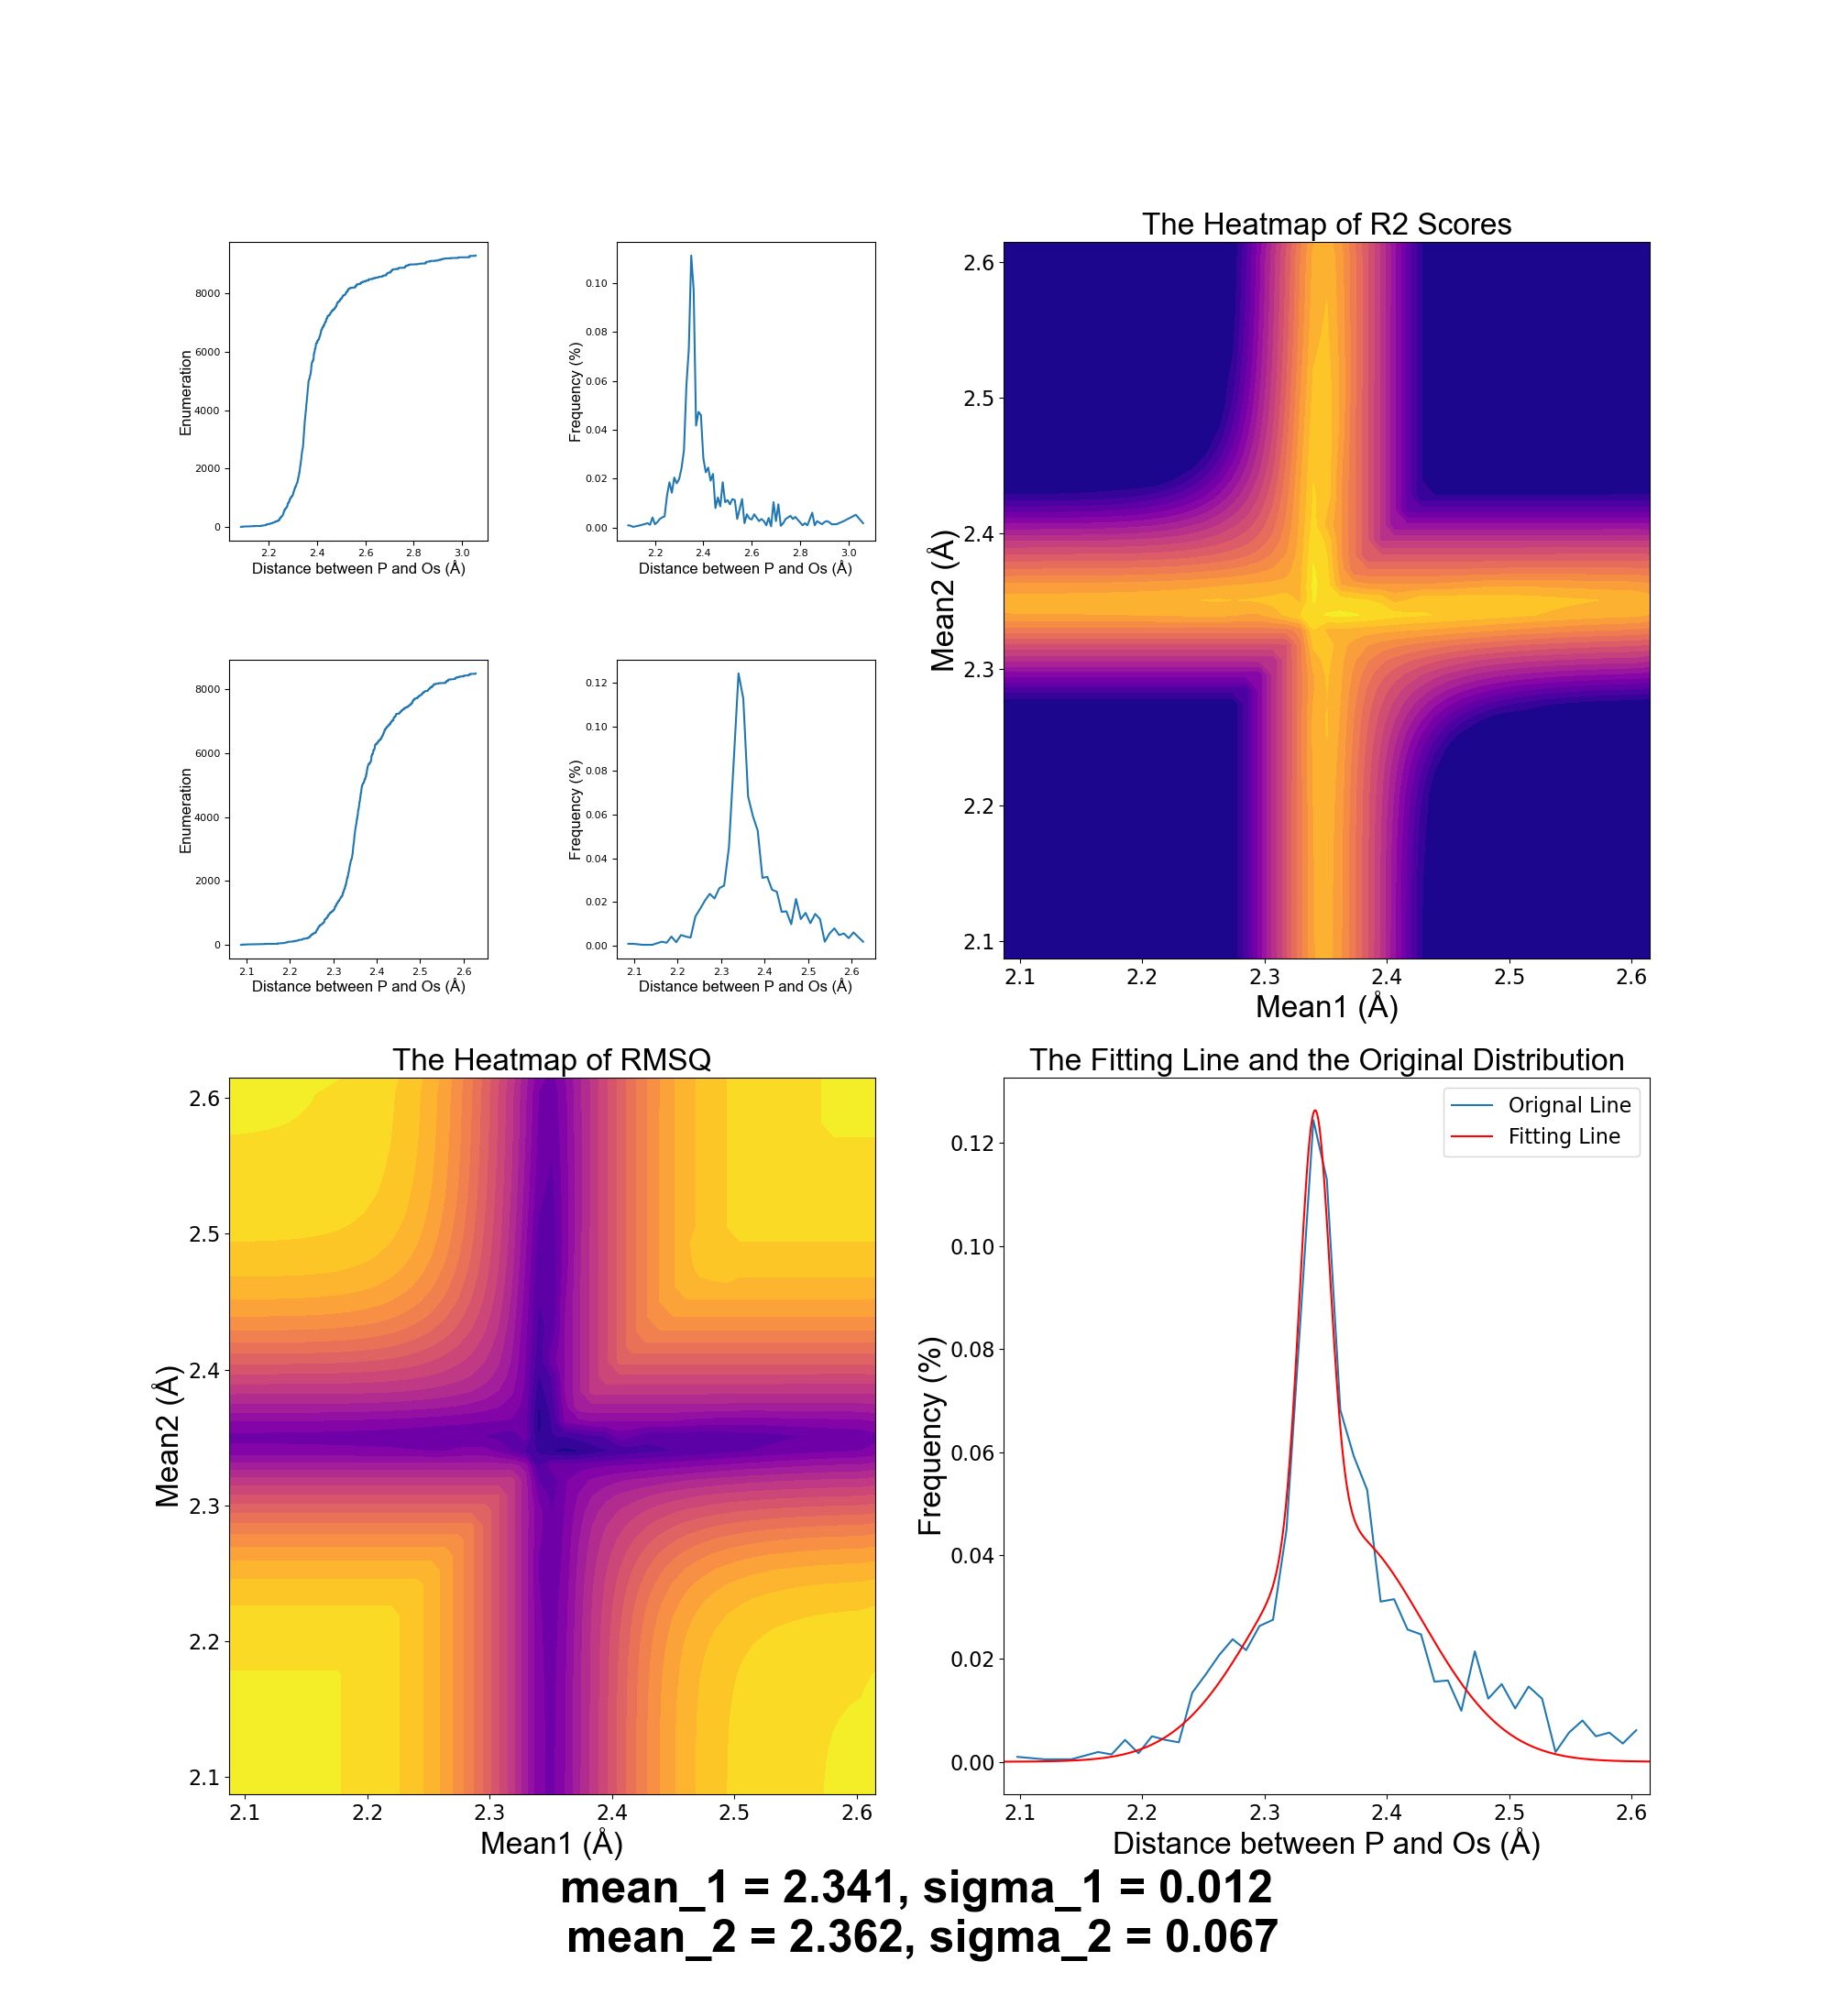 The Heatmap of R2 Scores
8000
6000
4000
2000
0
Enumeration
2.2 2.4 2.6 2.8 3.0
Distance between P and Os (Å)
0.10
0.08
0.06
0.04
0.02
0.00
Frequency (%)
2.2 2.4 2.6 2.8 3.0
Distance between P and Os (Å)
2.6
2.5
2.4
2.3
2.2
2.1
Mean2 (Å)
2.1 2.2 2.3 2.4 2.5 2.6
Mean1 (Å)
8000
6000
4000
2000
0
Enumeration
2.1 2.2 2.3 2.4 2.5 2.6
Distance between P and Os (Å)
0.12
0.10
0.08
0.06
0.04
0.02
0.00
Frequency (%)
2.1 2.2 2.3 2.4 2.5 2.6
Distance between P and Os (Å)
The Heatmap of RMSQ
2.6
2.5
2.4
2.3
2.2
2.1
Mean2 (Å)
2.1 2.2 2.3 2.4 2.5 2.6
Mean1 (Å)
The Fitting Line and the Original Distribution
Orignal Line
Fitting Line
0.12
0.10
0.08
0.06
0.04
0.02
0.00
Frequency (%)
2.1 2.2 2.3 2.4 2.5 2.6
Distance between P and Os (Å)
mean_1 = 2.341, sigma_1 = 0.012
mean_2 = 2.362, sigma_2 = 0.067